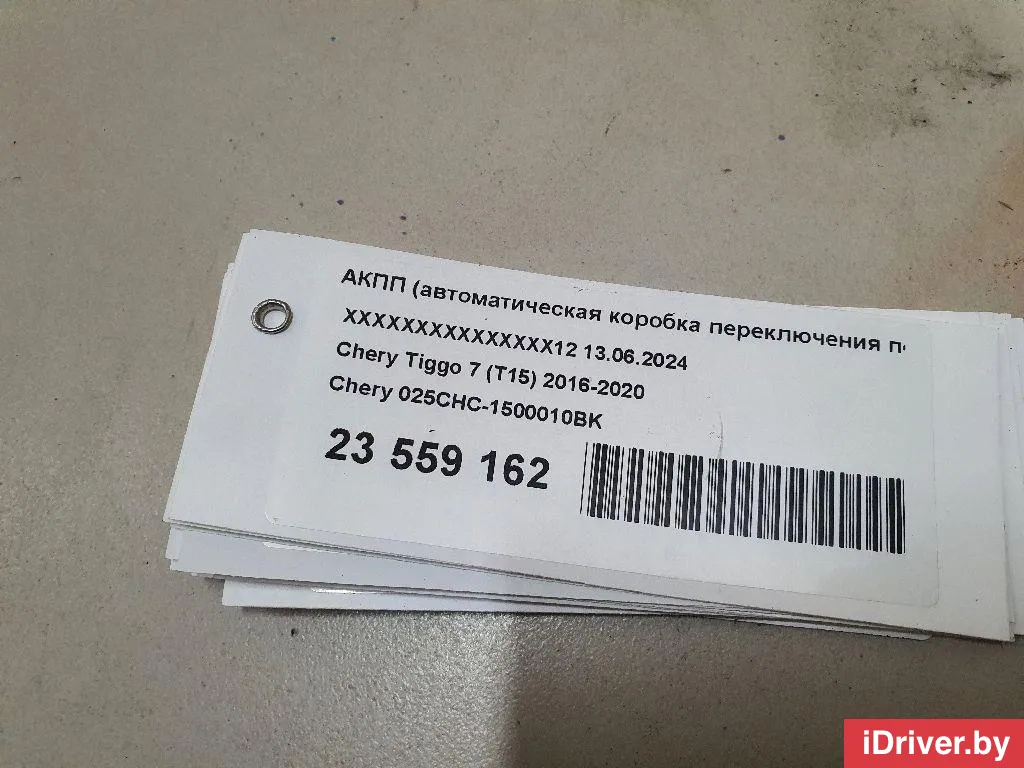 АКПП (автоматическая коробка переключения
XXXXXXXXXXXXXXX12 13.06.2024
Chery Tiggo 7 (T15) 2016-2020
Chery 025CHC-1500010BK
23 559 162
iDriver.by